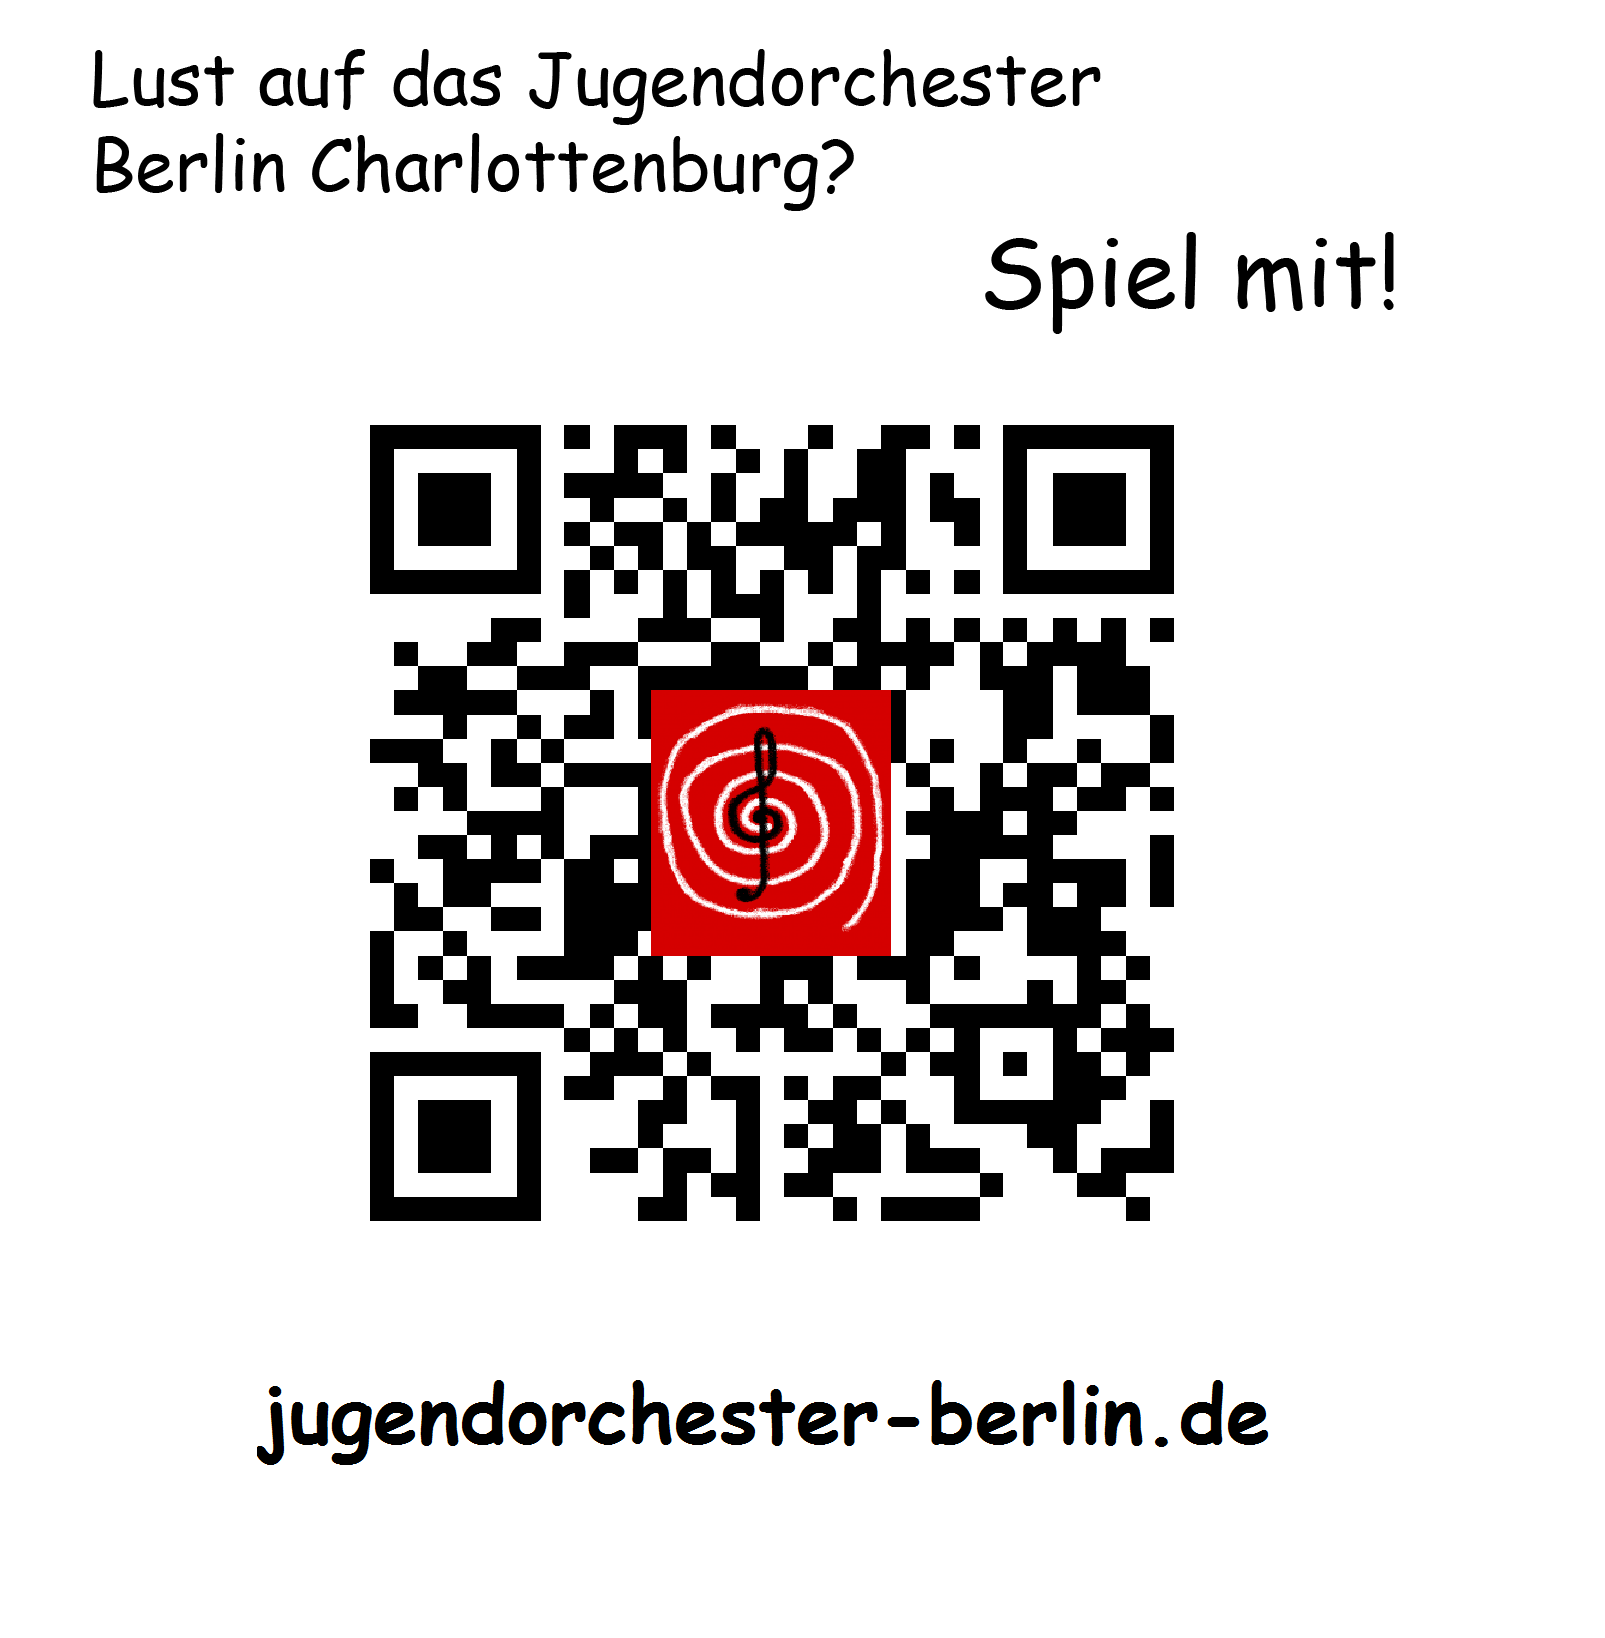 Lust auf das Jugendorchester
Berlin Charlottenburg?
Spiel mit!
jugendorchester-berlin.de